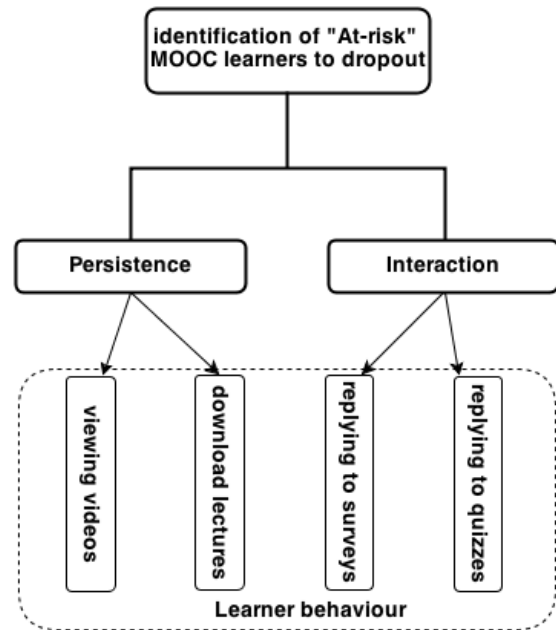 identification of "At-risk"
MOOC learners to dropout
Persistence
Interaction
viewing videos
download lectures
replying to surveys
replying to quizzes
Learner behaviour